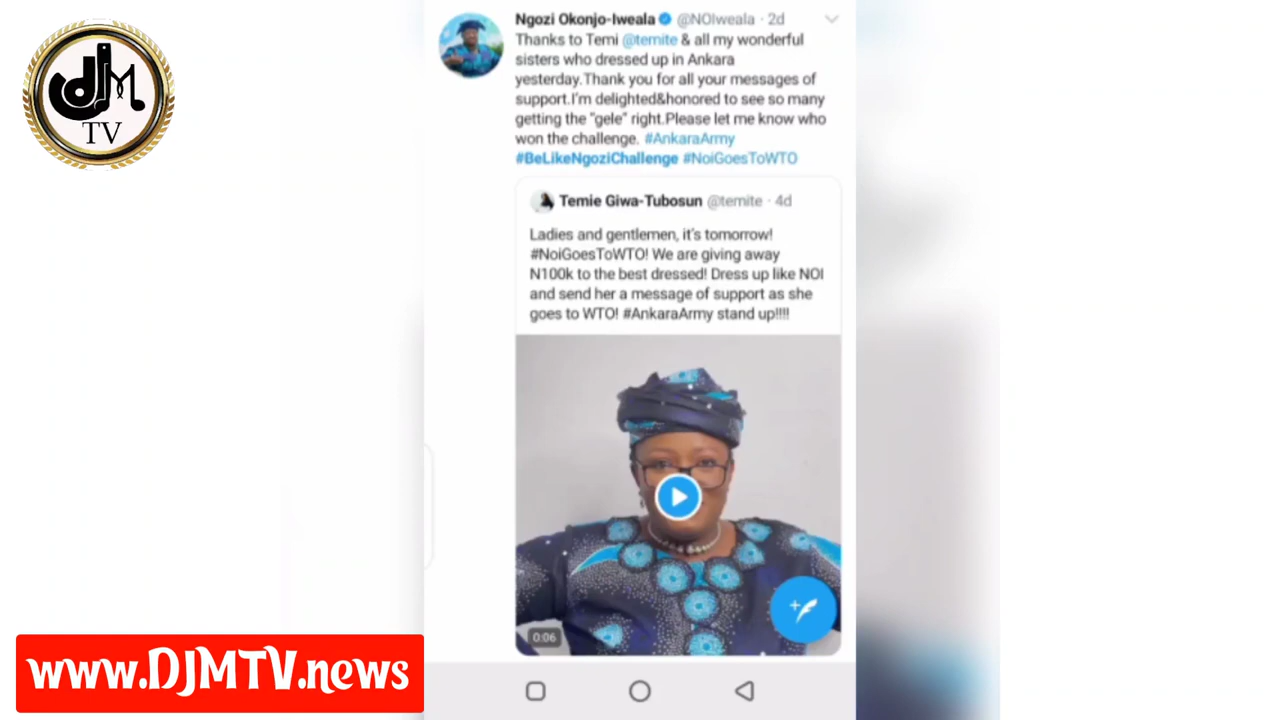 dJM
TV
Ngozi Okonjo-Iweala @NOIweala · 2d
Thanks to Temi @temite & all my wonderful
sisters who dressed up in Ankara
yesterday.Thank you for all your messages of
support.I'm delighted&honored to see so many
getting the "gele" right.Please let me know who
won the challenge. #AnkaraArmy
#BeLikeNgoziChallenge #NoiGoesToWTO
Temie Giwa-Tubosun @temite · 4d
Ladies and gentlemen, it's tomorrow!
#NoiGoesToWTO! We are giving away
N100k to the best dressed! Dress up like NOI
and send her a message of support as she
goes to WTO! #AnkaraArmy stand up!!!!
0:06
www.DJMTV.news